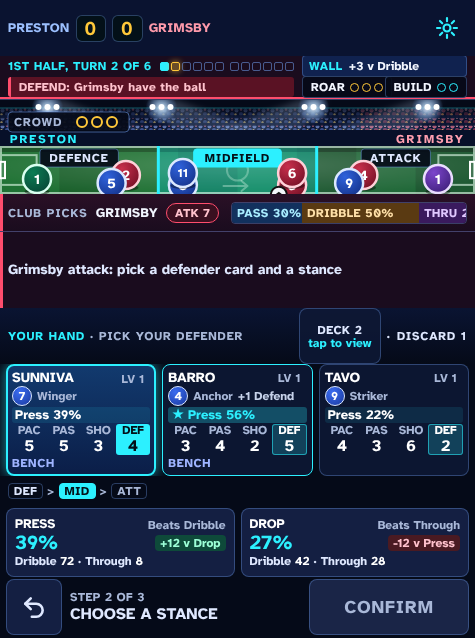 PRESTON 0 0 GRIMSBY
1ST HALF, TURN 2 OF 6
WALL +3 v Dribble
DEFEND: Grimsby have the ball
ROAR BUILD
CROWD
PRESTON GRIMSBY
DEFENCE MIDFIELD ATTACK
1 5 2 11 6 9 4 1
CLUB PICKS GRIMSBY ATK 7 PASS 30% DRIBBLE 50% THRU 2
Grimsby attack: pick a defender card and a stance
YOUR HAND · PICK YOUR DEFENDER
DECK 2
tap to view
· DISCARD 1
SUNNIVA LV 1
7 Winger
Press 39%
PAC PAS SHO DEF
5 5 3 4
BENCH
BARRO LV 1
4 Anchor +1 Defend
★ Press 56%
PAC PAS SHO DEF
3 4 2 5
BENCH
TAVO LV 1
9 Striker
Press 22%
PAC PAS SHO DEF
4 3 6 2
DEF > MID > ATT
PRESS Beats Dribble
39% +12 v Drop
Dribble 72 · Through 8
DROP Beats Through
27% -12 v Press
Dribble 42 · Through 28
STEP 2 OF 3
CHOOSE A STANCE
CONFIRM